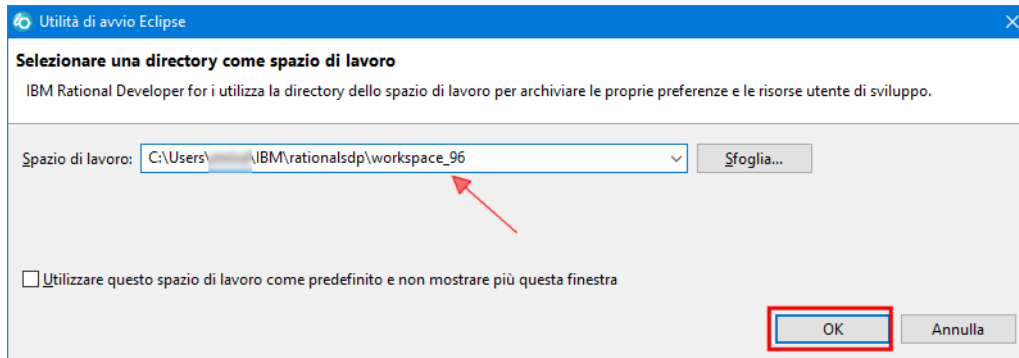 Utilità di avvio Eclipse
Selezionare una directory come spazio di lavoro
IBM Rational Developer for i utilizza la directory dello spazio di lavoro per archiviare le proprie preferenze e le risorse utente di sviluppo.
Spazio di lavoro: C:\Users\ \IBM\rationalsdp\workspace_96 Sfoglia...
Utilizzare questo spazio di lavoro come predefinito e non mostrare più questa finestra
OK Annulla